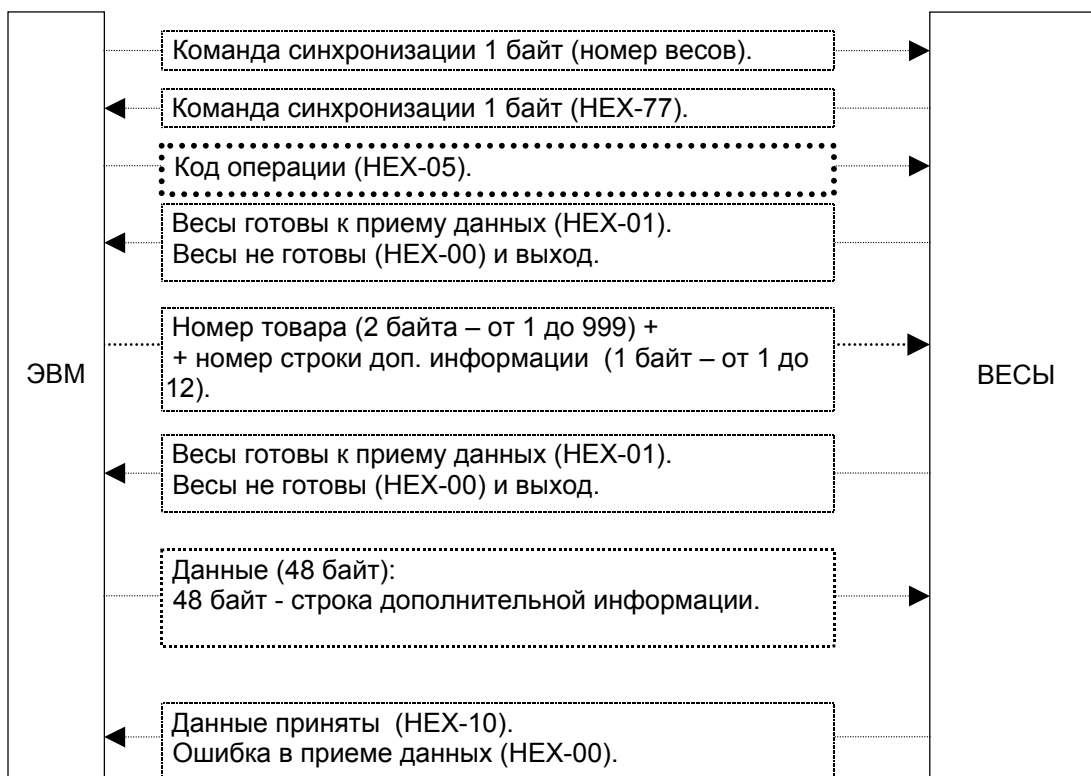 Команда синхронизации 1 байт (номер весов).
Команда синхронизации 1 байт (HEX-77).
Код операции (HEX-05).
Весы готовы к приему данных (HEX-01).
Весы не готовы (HEX-00) и выход.
Номер товара (2 байта – от 1 до 999) +
+ номер строки доп. информации (1 байт – от 1 до
12).
ЭВМ
ВЕСЫ
Весы готовы к приему данных (HEX-01).
Весы не готовы (HEX-00) и выход.
Данные (48 байт):
48 байт - строка дополнительной информации.
Данные приняты (HEX-10).
Ошибка в приеме данных (HEX-00).